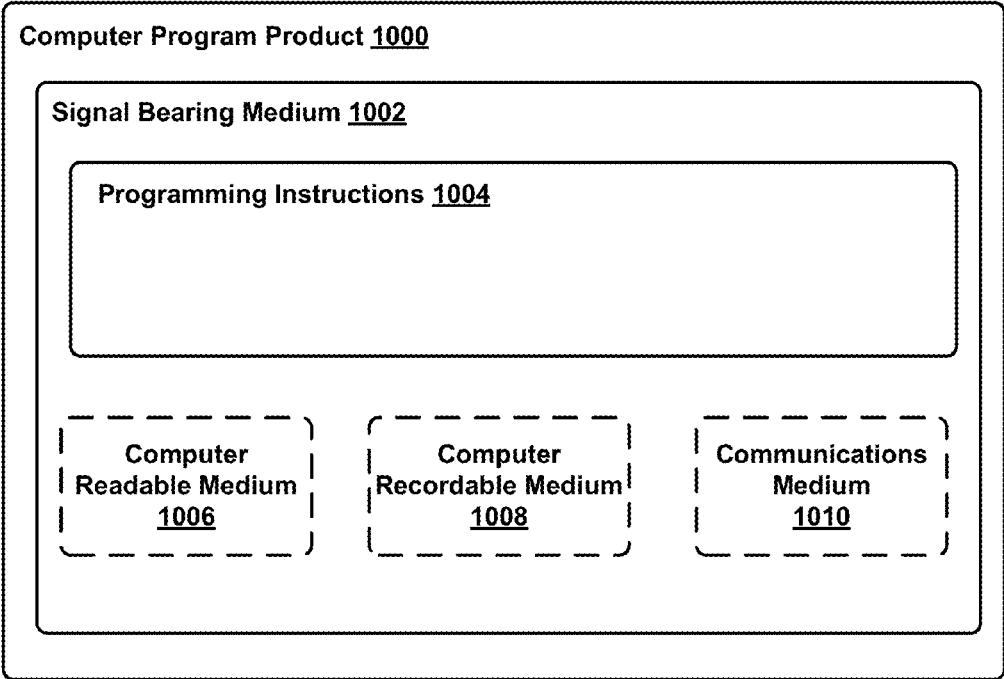 Computer Program Product 1000
Signal Bearing Medium 1002
Programming Instructions 1004
Computer
Readable Medium
1006
Computer
Recordable Medium
1008
Communications
Medium
1010